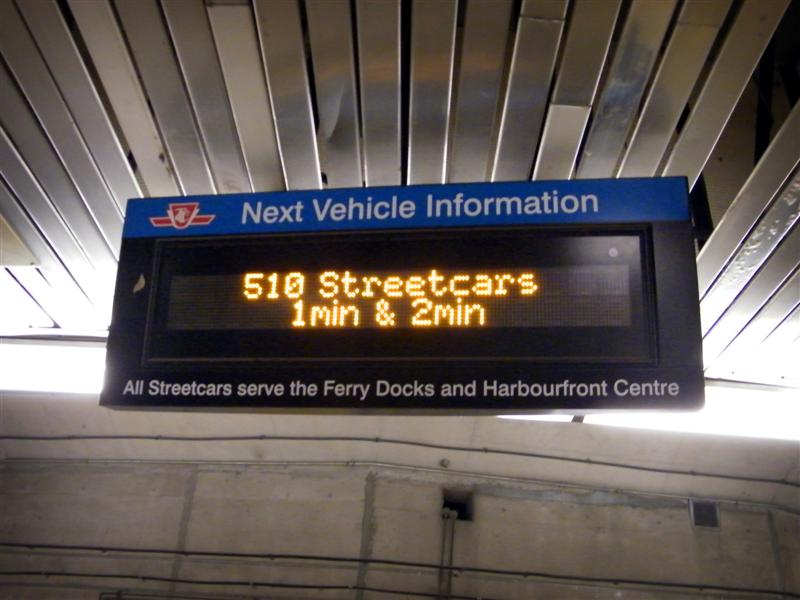 Next Vehicle Information
510 Streetcars
1min & 2min
All Streetcars serve the Ferry Docks and Harbourfront Centre